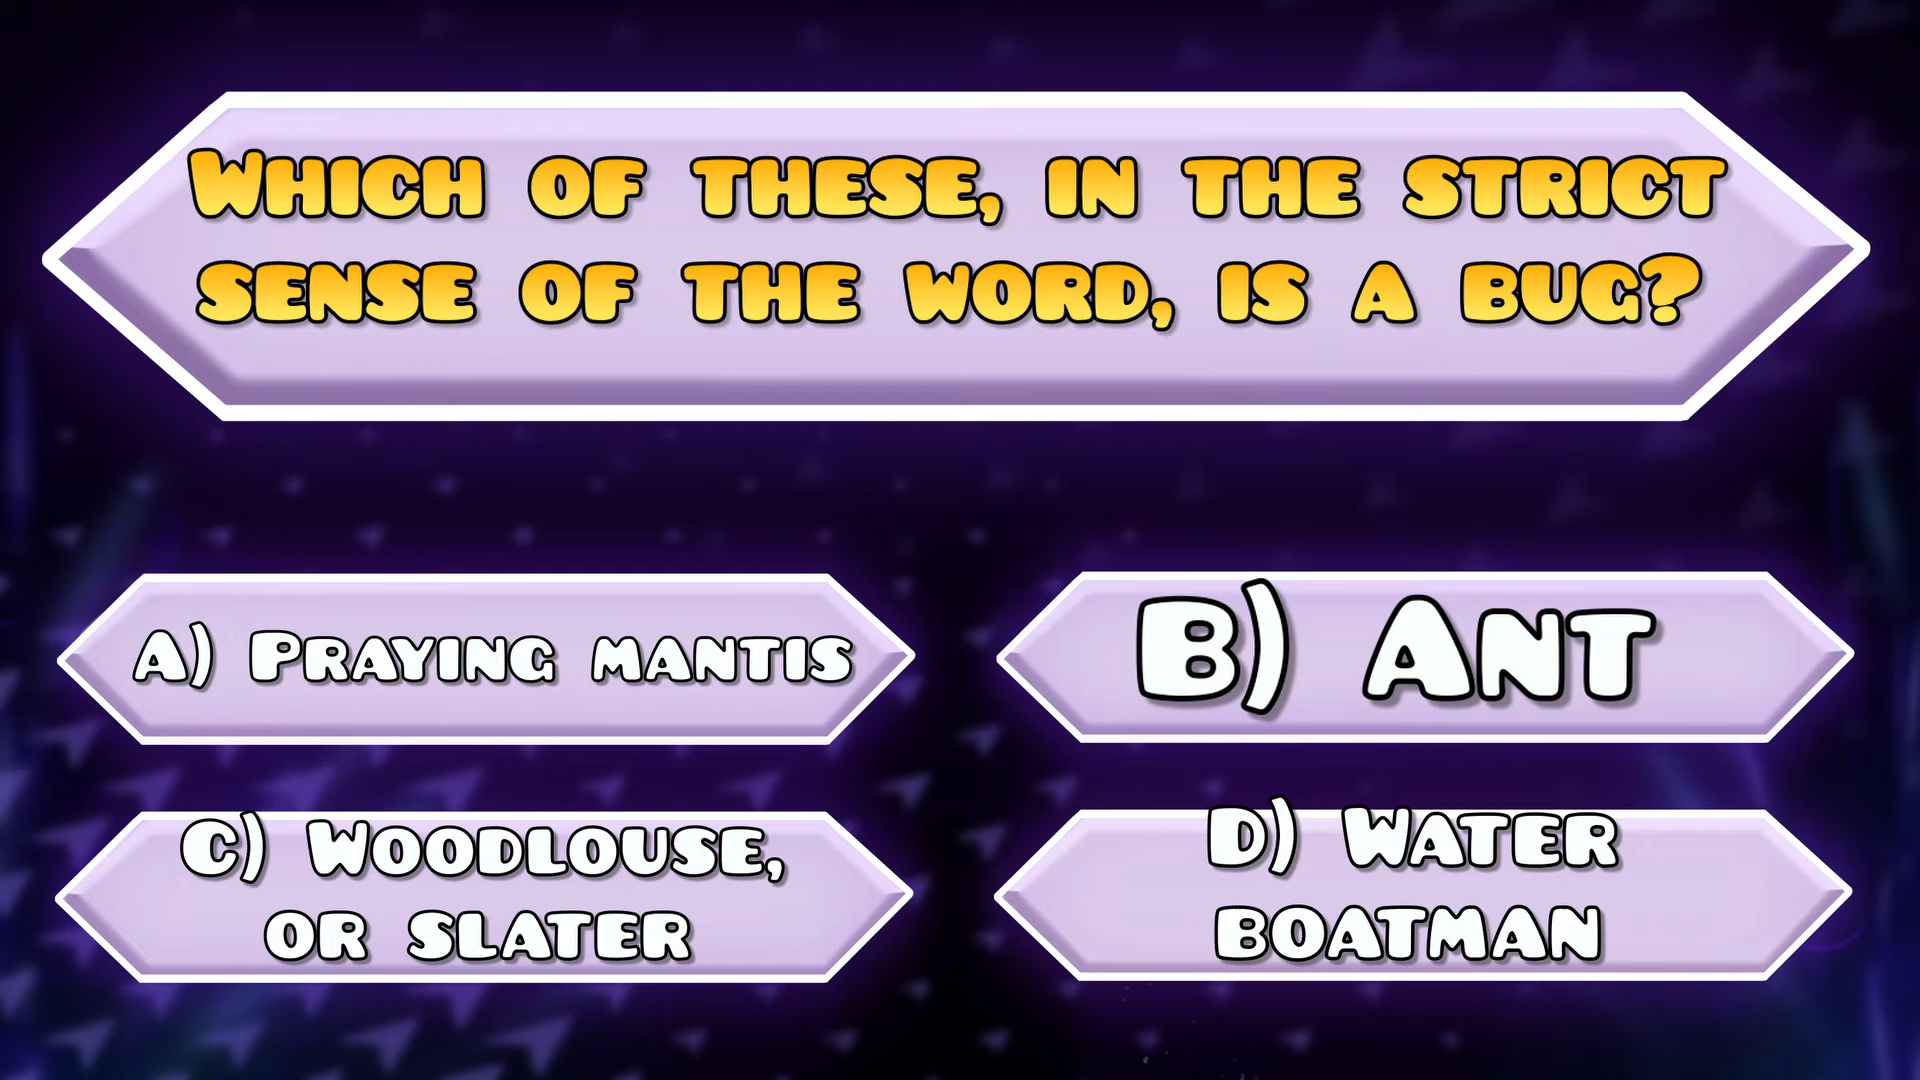 Which of these, in the strict
sense of the word, is a bug?
A) Praying mantis
B) Ant
C) Woodlouse,
or slater
D) Water
boatman